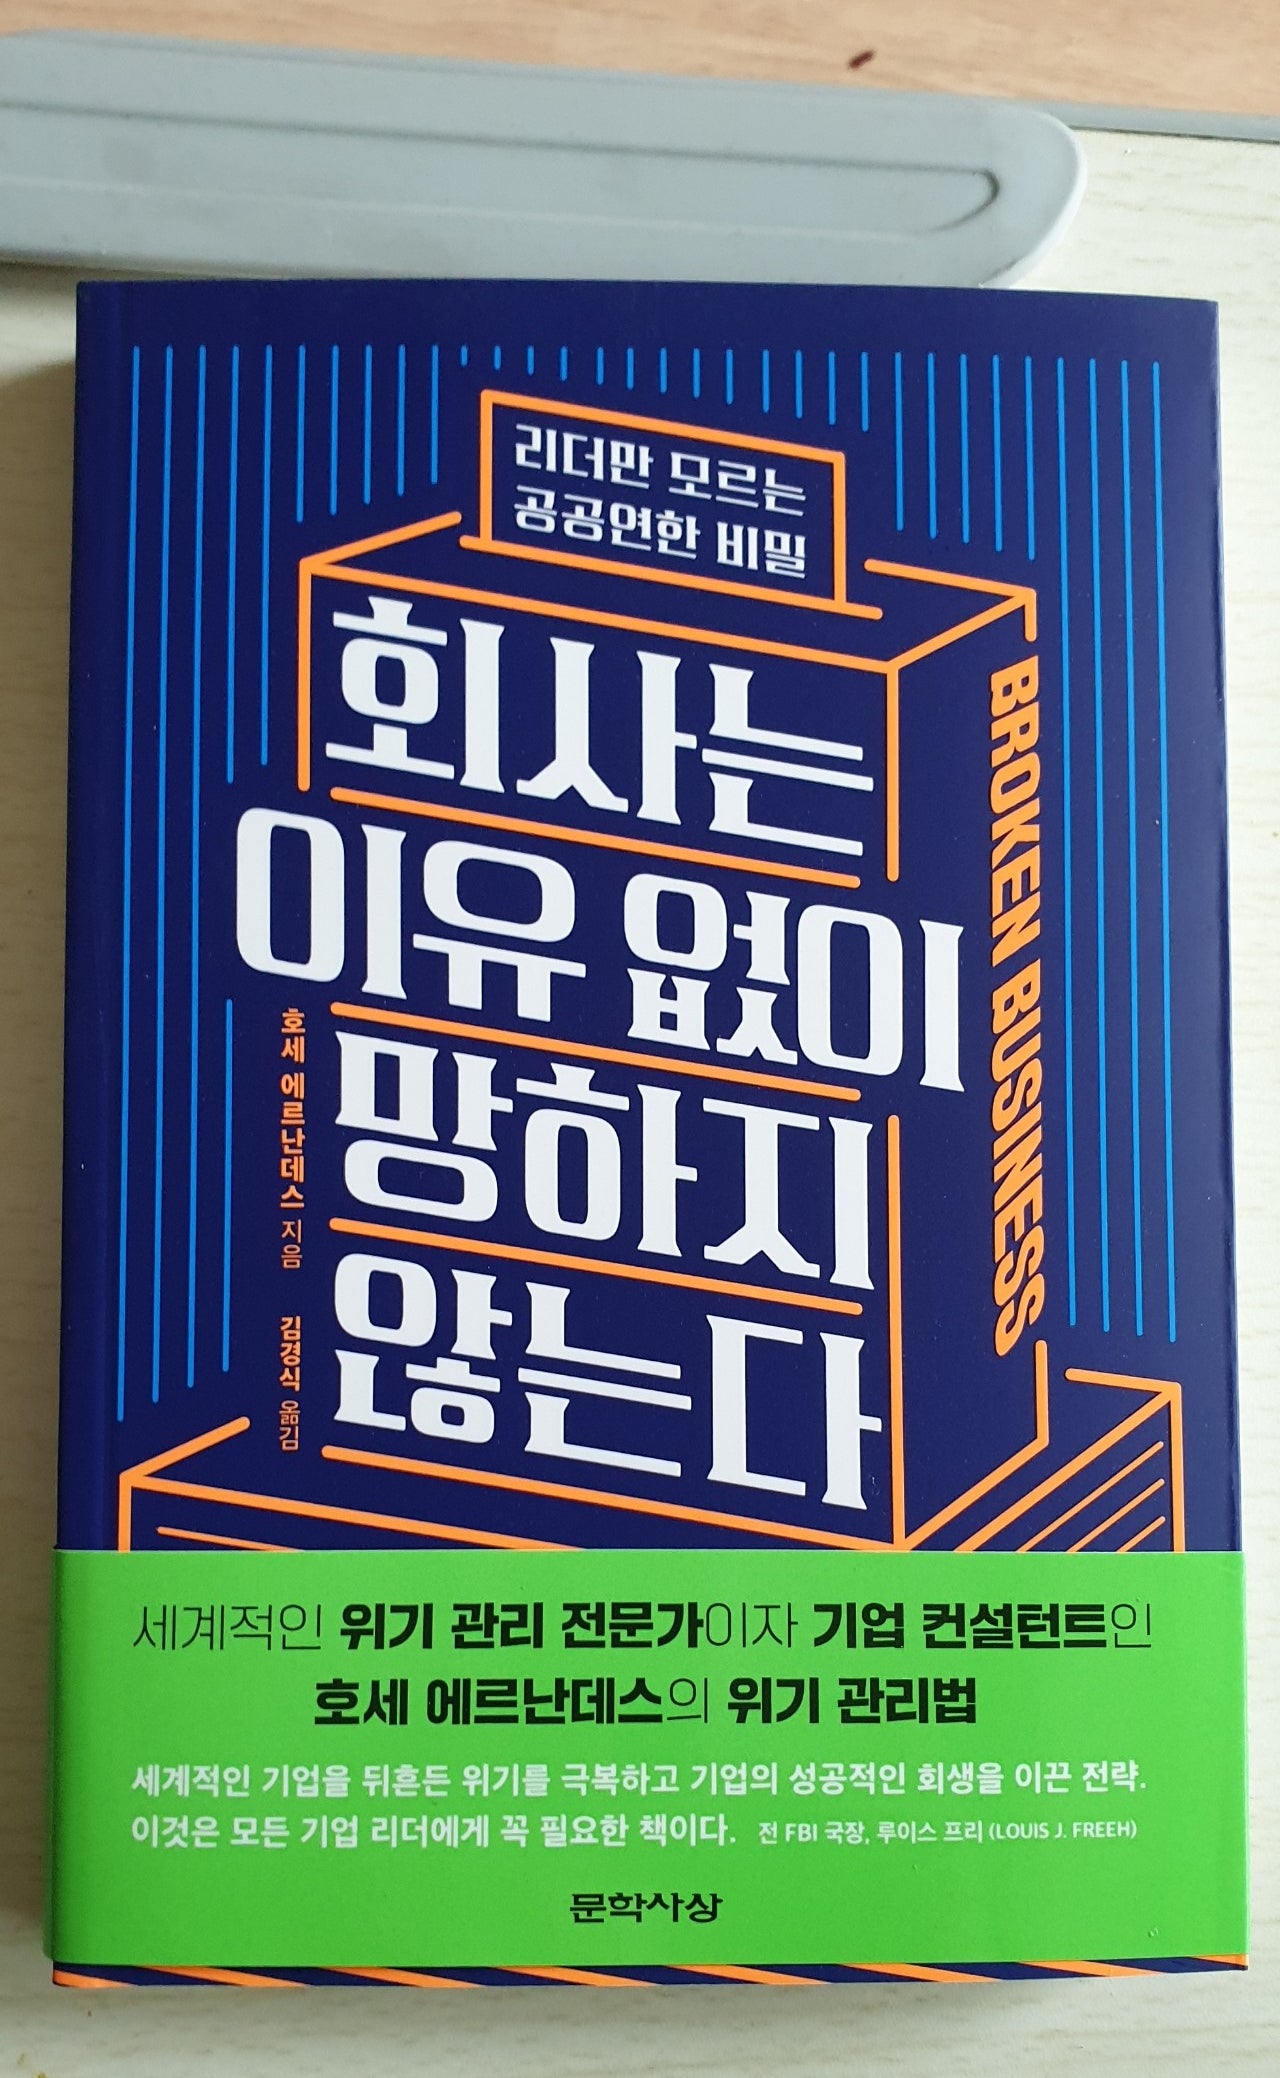 리더만 모르는
공공연한 비밀
회사는
이유 없이
망하지
않는다
BROKEN BUSINESS
호세 에르난데스 지음
김경식 옮김
세계적인 위기 관리 전문가이자 기업 컨설턴트인
호세 에르난데스의 위기 관리법
세계적인 기업을 뒤흔든 위기를 극복하고 기업의 성공적인 회생을 이끈 전략.
이것은 모든 기업 리더에게 꼭 필요한 책이다. 전 FBI 국장, 루이스 프리 (LOUIS J. FREEH)
문학사상